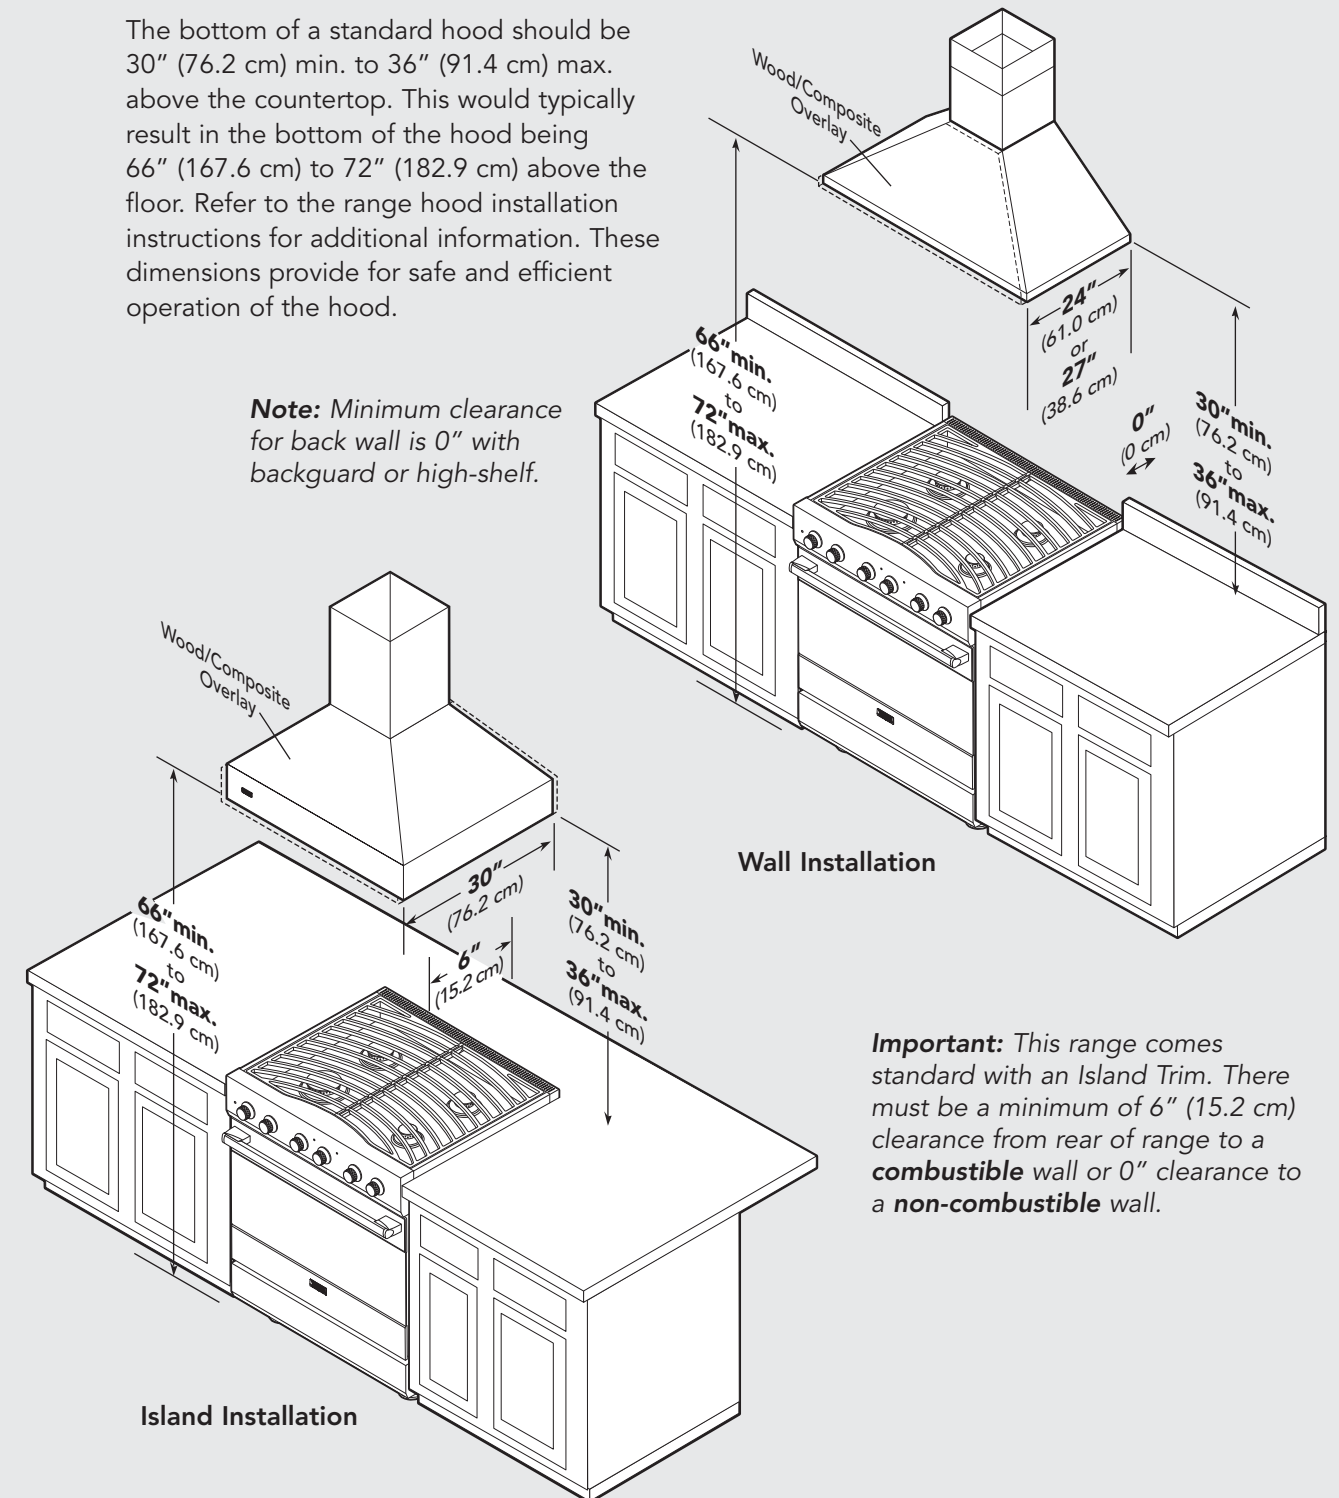 The bottom of a standard hood should be
30” (76.2 cm) min. to 36” (91.4 cm) max.
above the countertop. This would typically
result in the bottom of the hood being
66” (167.6 cm) to 72” (182.9 cm) above the
floor. Refer to the range hood installation
instructions for additional information. These
dimensions provide for safe and efficient
operation of the hood.
Note: Minimum clearance
for back wall is 0” with
backguard or high-shelf.
Wood/Composite
Overlay
66” min.
(167.6 cm)
to
72” max.
(182.9 cm)
24”
(61.0 cm)
or
27”
(38.6 cm)
0”
(0 cm)
30” min.
(76.2 cm)
to
36” max.
(91.4 cm)
Wall Installation
Wood/Composite
Overlay
66” min.
(167.6 cm)
to
72” max.
(182.9 cm)
30”
(76.2 cm)
6”
(15.2 cm)
30” min.
(76.2 cm)
to
36” max.
(91.4 cm)
Island Installation
Important: This range comes
standard with an Island Trim. There
must be a minimum of 6” (15.2 cm)
clearance from rear of range to a
combustible wall or 0” clearance to
a non-combustible wall.